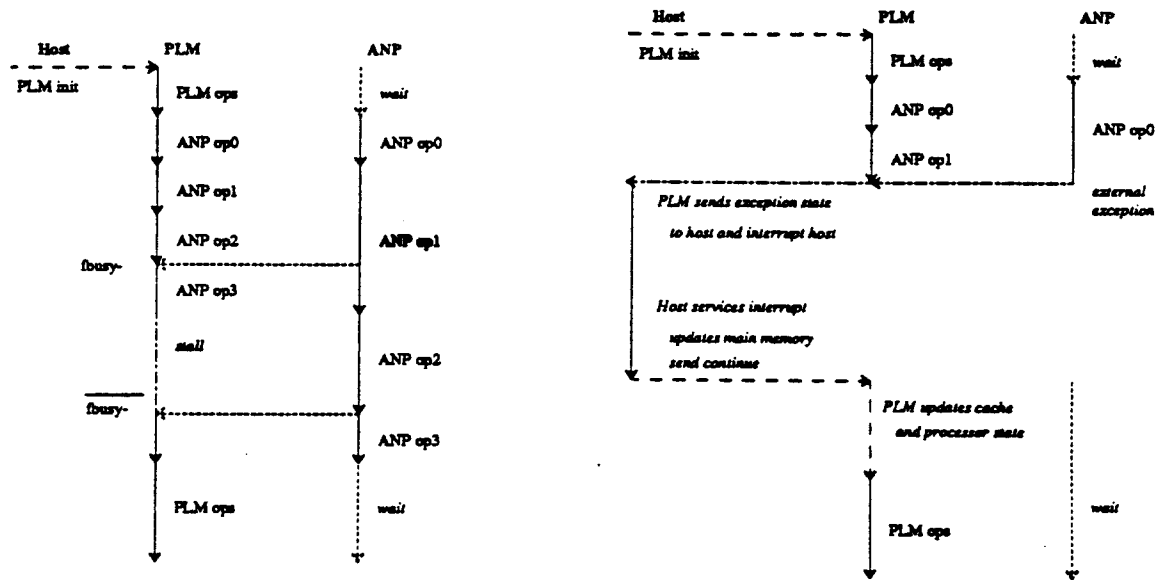 Host
PLM
ANP
PLM init
PLM ops
wait
ANP op0
ANP op0
ANP op1
ANP op2
ANP op1
fbusy-
ANP op3
stall
ANP op2
fbusy-
ANP op3
PLM ops
wait
Host
PLM
ANP
PLM init
PLM ops
wait
ANP op0
ANP op0
ANP op1
PLM sends exception state
to host and interrupt host
external
exception
Host services interrupt
updates main memory
send continue
PLM updates cache
and processor state
PLM ops
wait